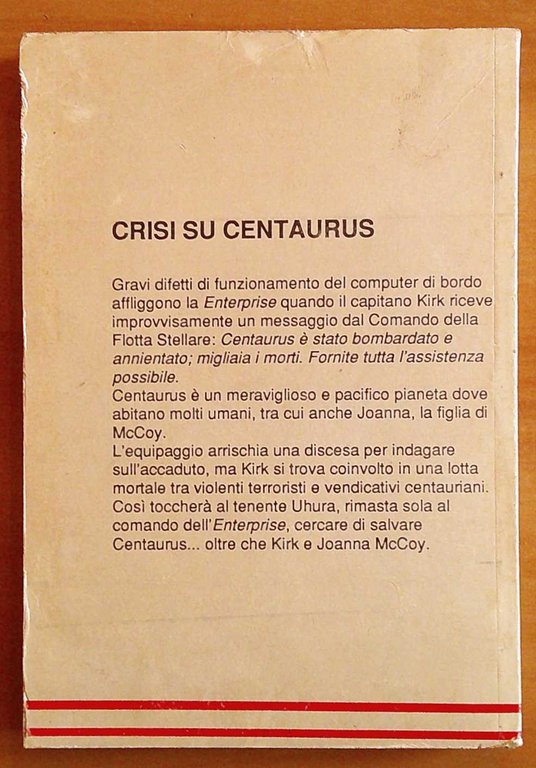 CRISI SU CENTAURUS
Gravi difetti di funzionamento del computer di bordo
affliggono la Enterprise quando il capitano Kirk riceve
improvvisamente un messaggio dal Comando della
Flotta Stellare: Centaurus è stato bombardato e
annientato; migliaia i morti. Fornite tutta l'assistenza
possibile.
Centaurus è un meraviglioso e pacifico pianeta dove
abitano molti umani, tra cui anche Joanna, la figlia di
McCoy.
L'equipaggio arrischia una discesa per indagare
sull'accaduto, ma Kirk si trova coinvolto in una lotta
mortale tra violenti terroristi e vendicativi centauriani.
Così toccherà al tenente Uhura, rimasta sola al
comando dell'Enterprise, cercare di salvare
Centaurus... oltre che Kirk e Joanna McCoy.